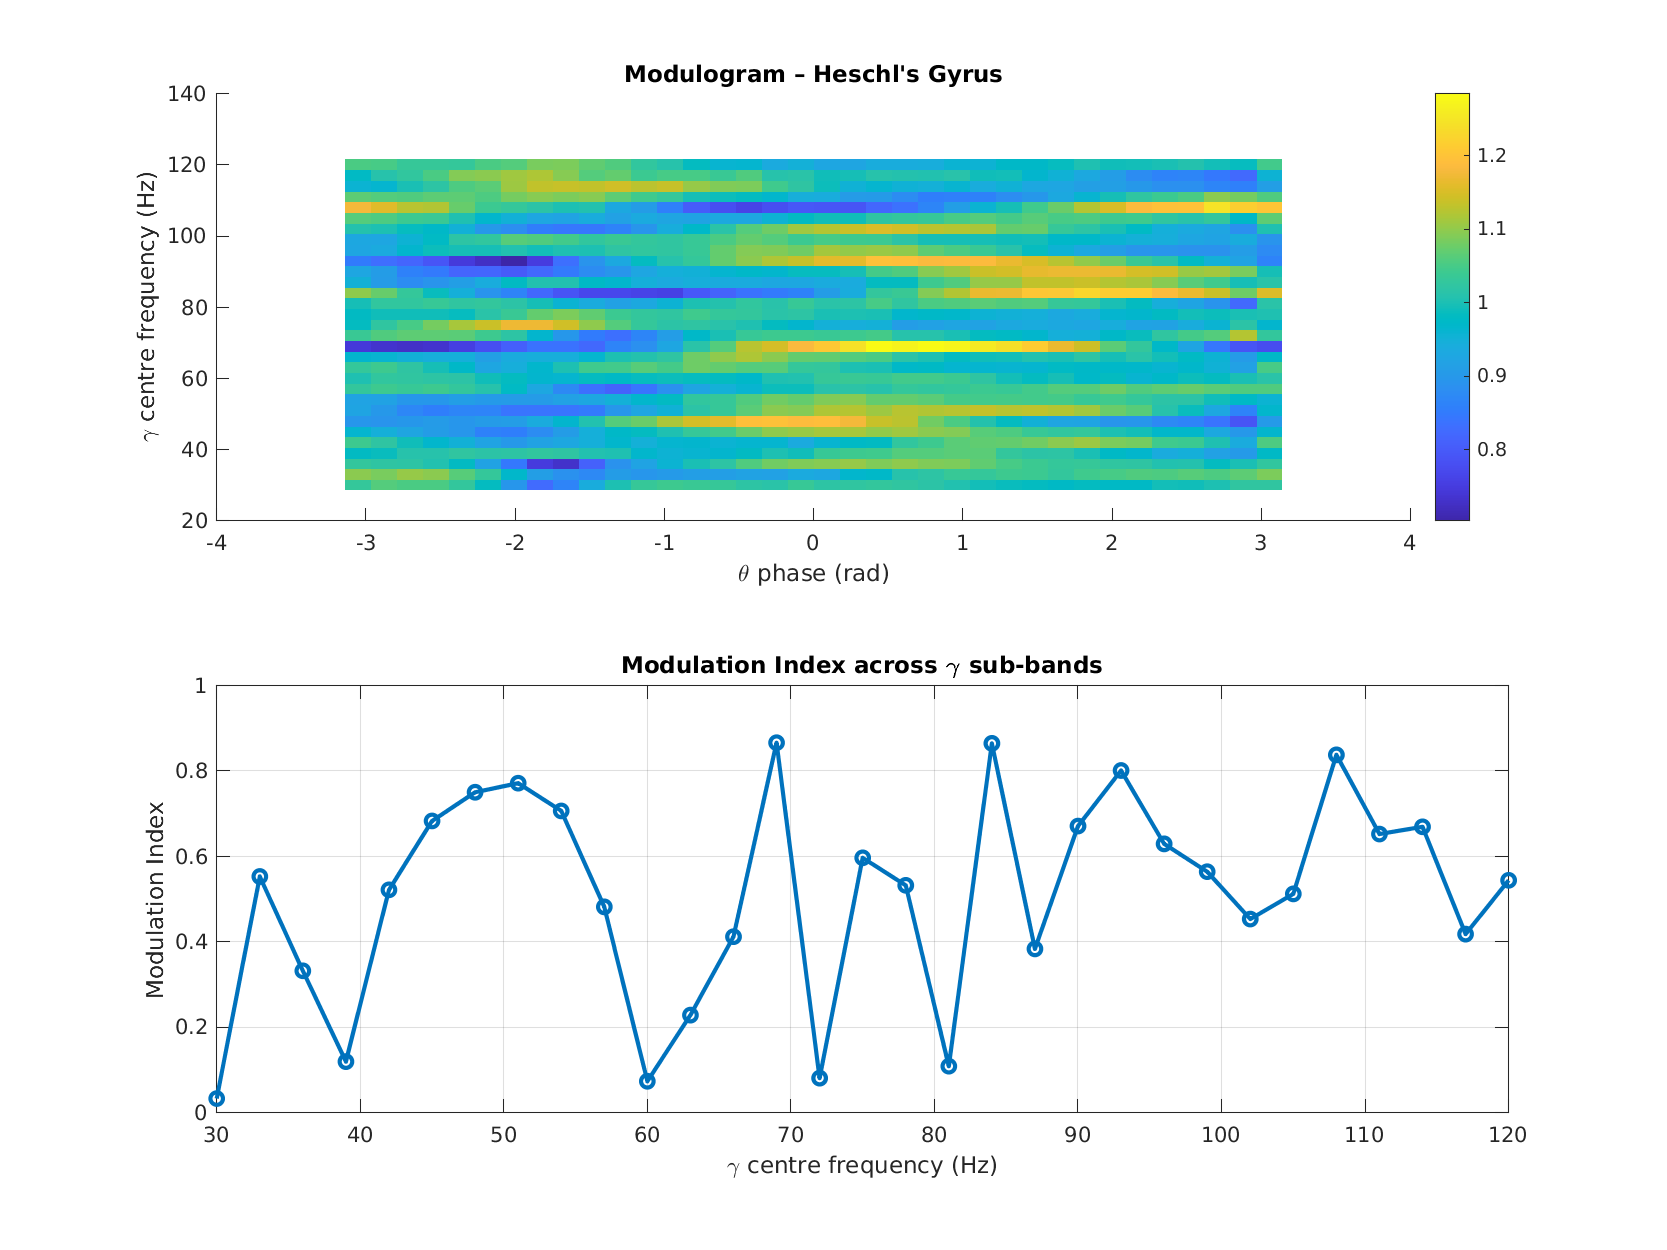 Modulogram – Heschl's Gyrus
γ centre frequency (Hz)
140
120
100
80
60
40
20
-4 -3 -2 -1 0 1 2 3 4
θ phase (rad)
1.2
1.1
1
0.9
0.8
Modulation Index across γ sub-bands
Modulation Index
1
0.8
0.6
0.4
0.2
0
30 40 50 60 70 80 90 100 110 120
γ centre frequency (Hz)